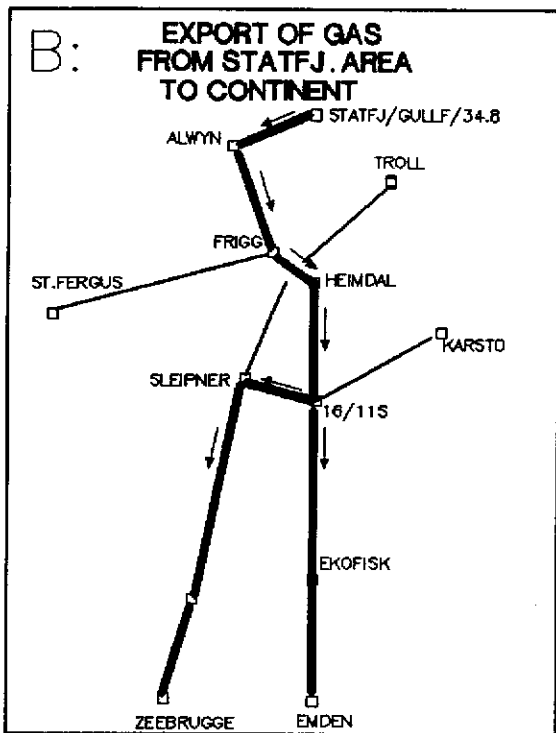 B:
EXPORT OF GAS
FROM STATFJ. AREA
TO CONTINENT
STATFJ/GULLF/34.8
ALWYN
TROLL
FRIGG
ST.FERGUS
HEIMDAL
KARSTO
SLEIPNER
16/11S
EKOFISK
ZEEBRUGGE
EMDEN